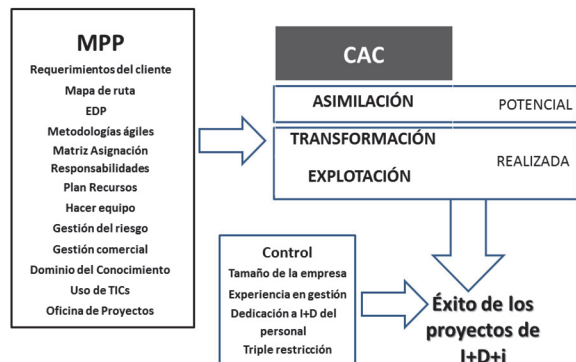 MPP
Requerimientos del cliente
Mapa de ruta
EDP
Metodologías ágiles
Matriz Asignación
Responsabilidades
Plan Recursos
Hacer equipo
Gestión del riesgo
Gestión comercial
Dominio del Conocimiento
Uso de TICs
Oficina de Proyectos
CAC
ASIMILACIÓN
POTENCIAL
TRANSFORMACIÓN
EXPLOTACIÓN
REALIZADA
Control
Tamaño de la empresa
Experiencia en gestión
Dedicación a I+D del
personal
Triple restricción
Éxito de los
proyectos de
I+D+i